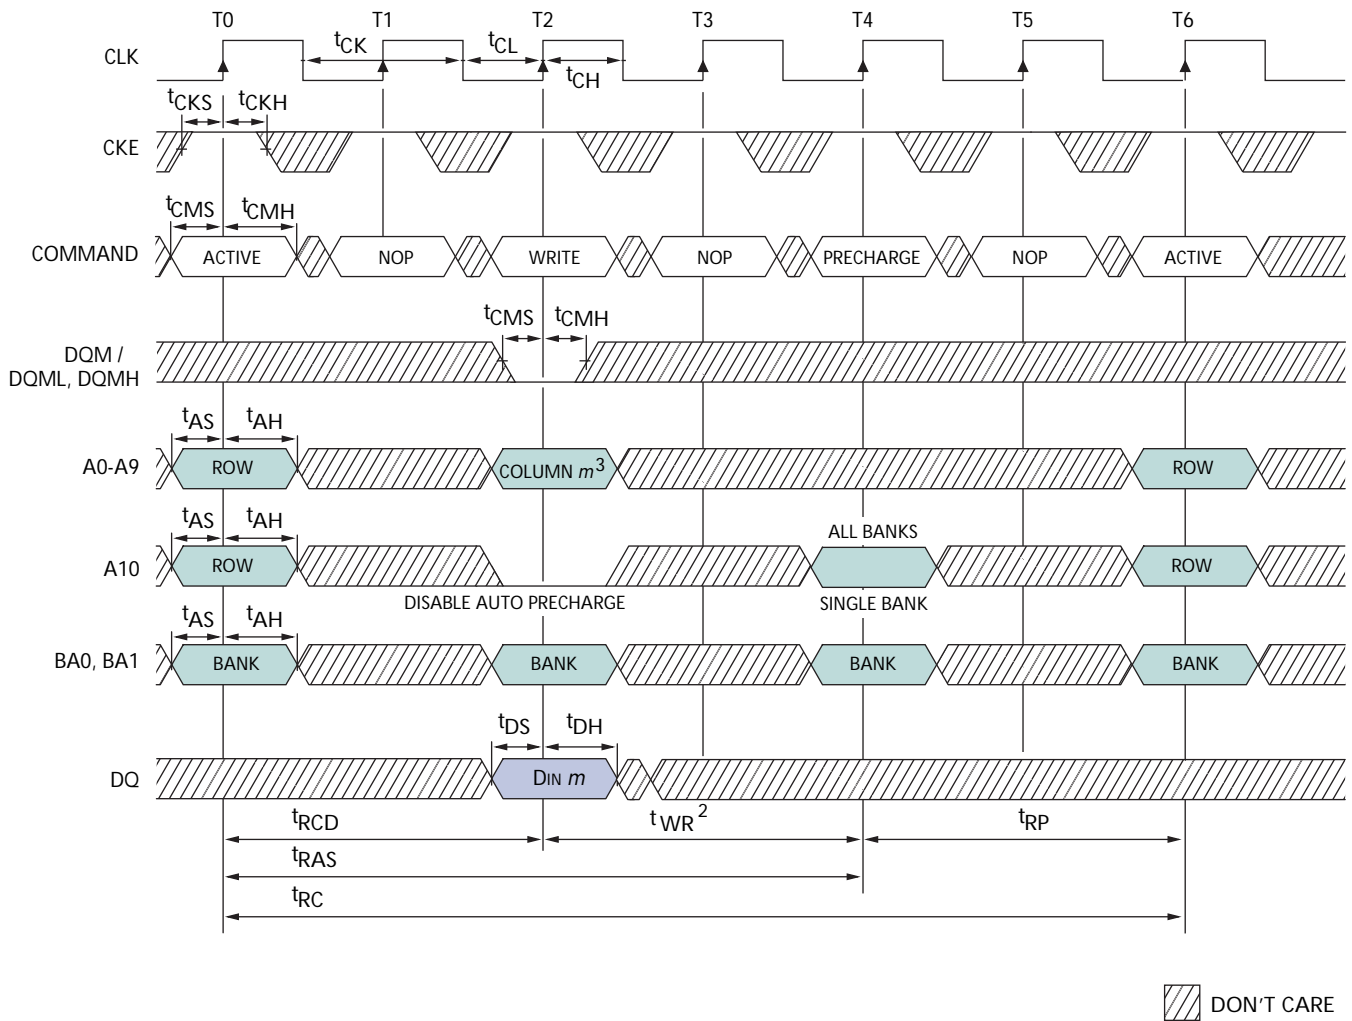 T0 T1 T2 T3 T4 T5 T6
CLK
tCK tCL
tCH
tCKS tCKH
CKE
tCMS tCMH
COMMAND ACTIVE NOP WRITE NOP PRECHARGE NOP ACTIVE
tCMS tCMH
DQM /
DQML, DQMH
tAS tAH
A0-A9 ROW COLUMN m3 ROW
tAS tAH
ALL BANKS
A10 ROW ROW
DISABLE AUTO PRECHARGE SINGLE BANK
tAS tAH
BA0, BA1 BANK BANK BANK BANK
tDS tDH
DQ DIN m
tRCD tWR2 tRP
tRAS
tRC
DON'T CARE